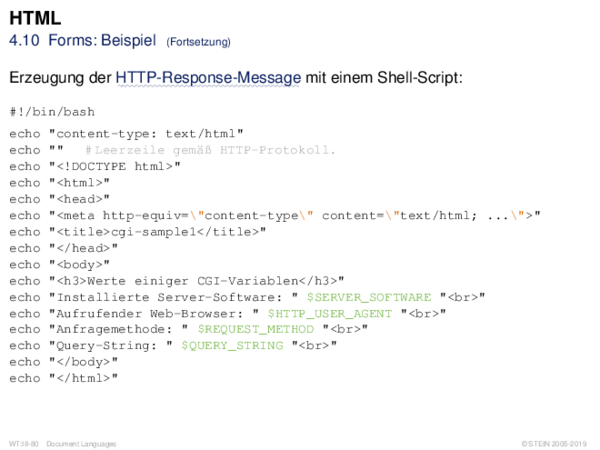 HTML
4.10 Forms: Beispiel (Fortsetzung)
Erzeugung der HTTP-Response-Message mit einem Shell-Script:
#!/bin/bash
echo "content-type: text/html"
echo "" #Leerzeile gemäß HTTP-Protokoll.
echo "<!DOCTYPE html>"
echo "<html>"
echo "<head>"
echo "<meta http-equiv=\"content-type\" content=\"text/html; ...\">"
echo "<title>cgi-sample1</title>"
echo "</head>"
echo "<body>"
echo "<h3>Werte einiger CGI-Variablen</h3>"
echo "Installierte Server-Software: " $SERVER_SOFTWARE "<br>"
echo "Aufrufender Web-Browser: " $HTTP_USER_AGENT "<br>"
echo "Anfragemethode: " $REQUEST_METHOD "<br>"
echo "Query-String: " $QUERY_STRING "<br>"
echo "</body>"
echo "</html>"
WT:III-80 Document Languages © STEIN 2005-2019